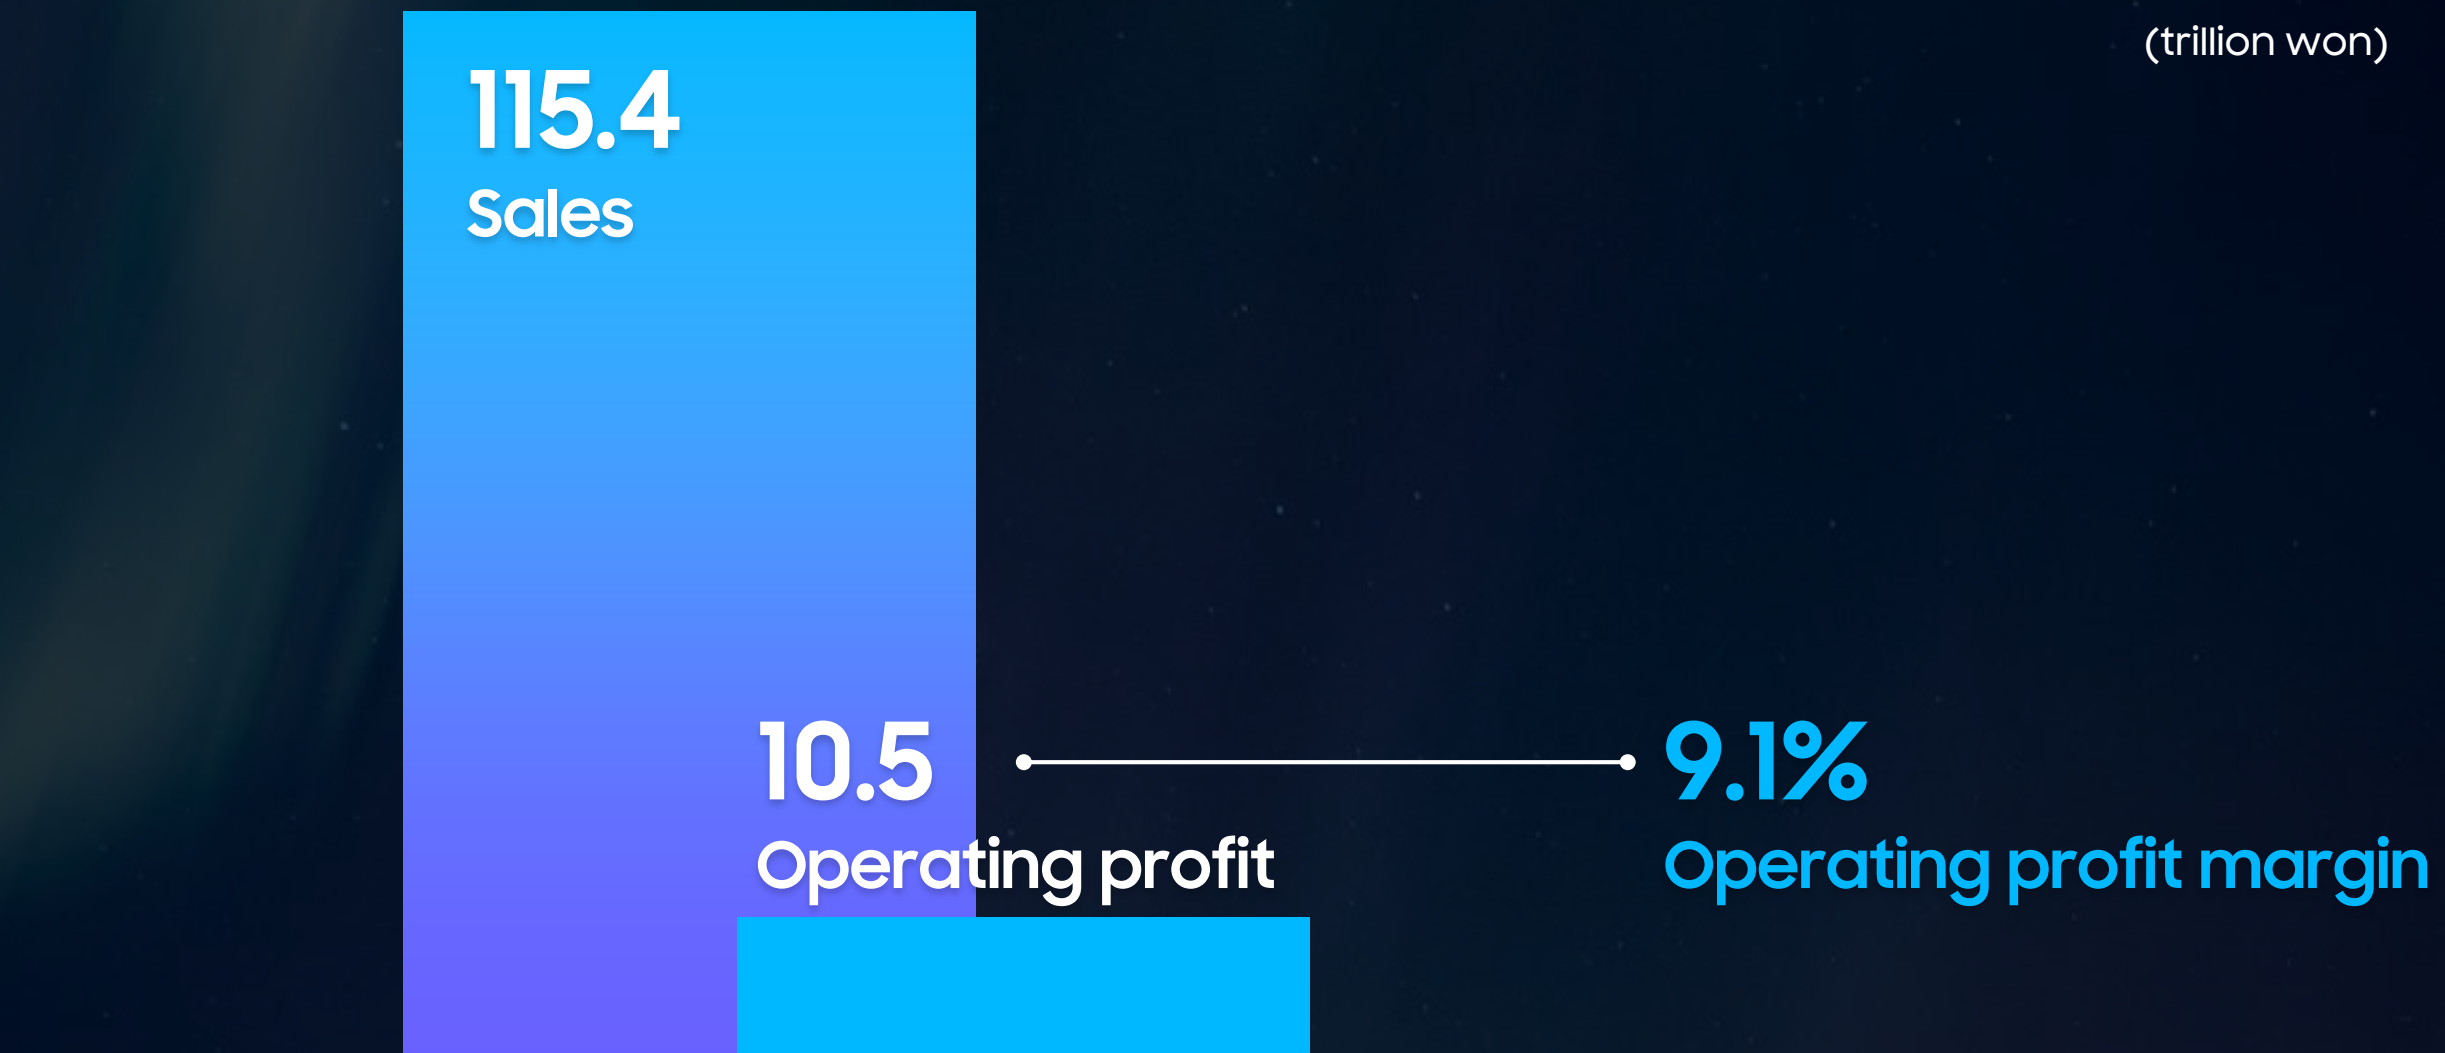 (trillion won)
115.4
Sales
10.5
9.1%
Operating profit
Operating profit margin